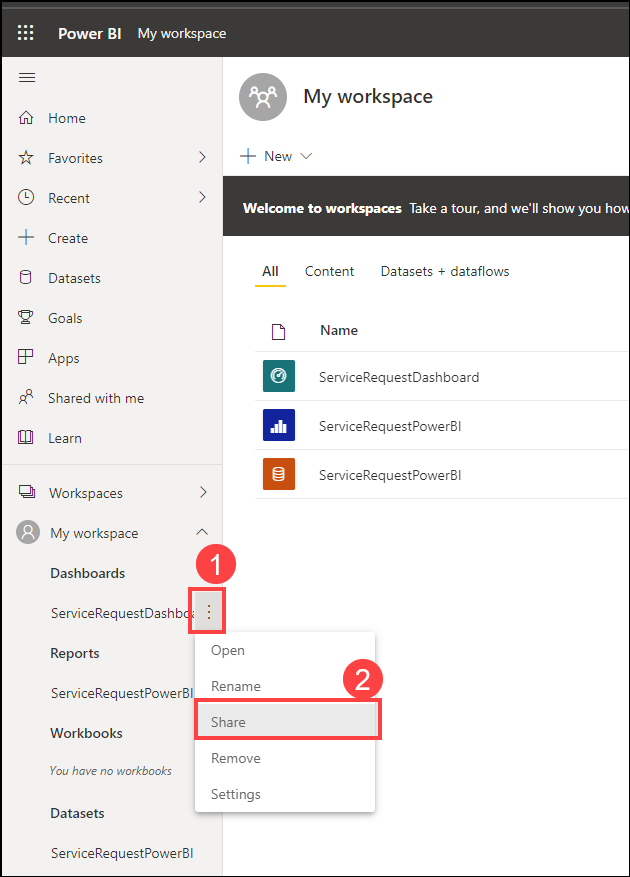 Power BI My workspace
Home
Favorites
Recent
Create
Datasets
Goals
Apps
Shared with me
Learn
Workspaces
My workspace
1
Dashboards
ServiceRequestDashbo
Reports
ServiceRequestPowerBI
Workbooks
You have no workbooks
Datasets
ServiceRequestPowerBI
Open
Rename
2
Share
Remove
Settings
My workspace
New
Welcome to workspaces Take a tour, and we'll show you how
All Content Datasets + dataflows
Name
ServiceRequestDashboard
ServiceRequestPowerBI
ServiceRequestPowerBI